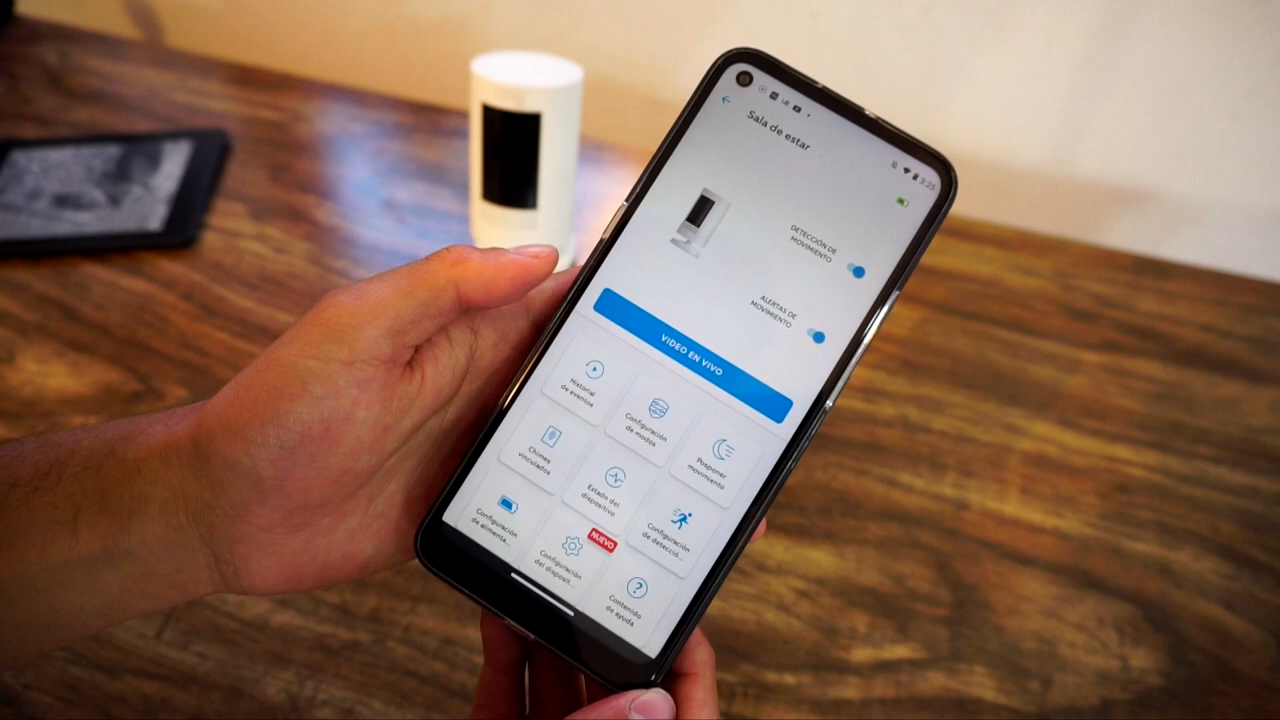 3:25
Sala de estar
DETECCIÓN DE
MOVIMIENTO
ALERTAS DE
MOVIMIENTO
VIDEO EN VIVO
Historial
de eventos
Configuración
de modos
Posponer
movimiento
Chimes
vinculados
Estado del
dispositivo
Configuración
de detecció...
Configuración
de alimenta...
NUEVO
Configuración
del disposit...
Contenido
de ayuda